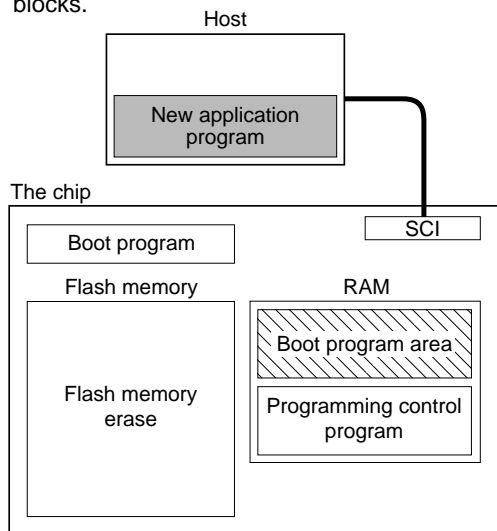 blocks.
Host
New application
program
The chip
SCI
Boot program
Flash memory
RAM
Boot program area
Flash memory
erase
Programming control
program